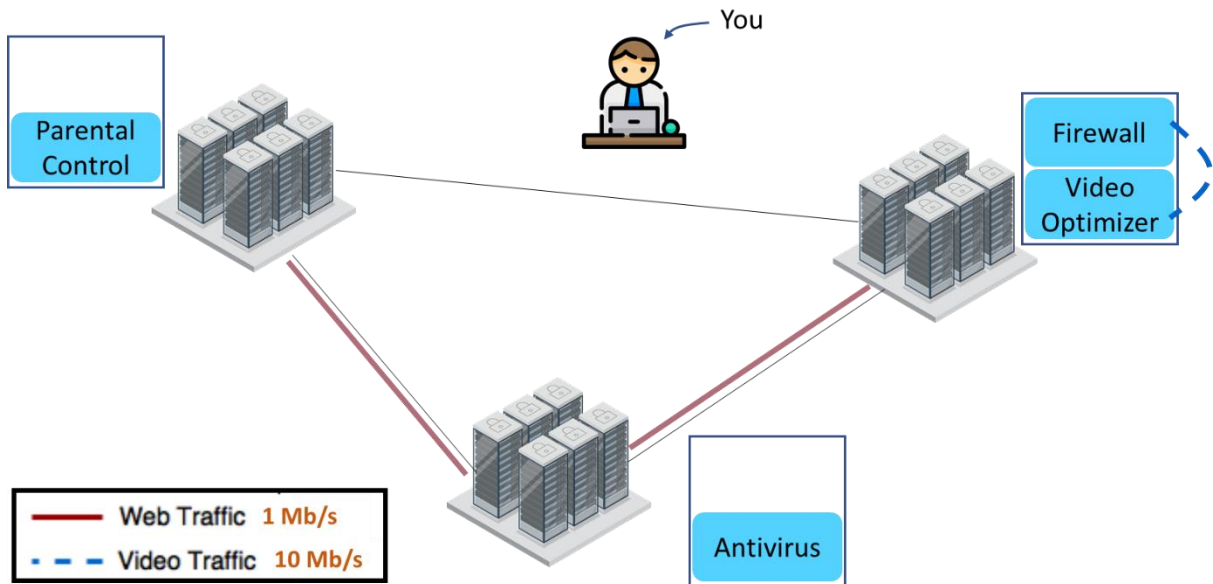 You
Parental
Control
Firewall
Video
Optimizer
Antivirus
Web Traffic 1 Mb/s
Video Traffic 10 Mb/s